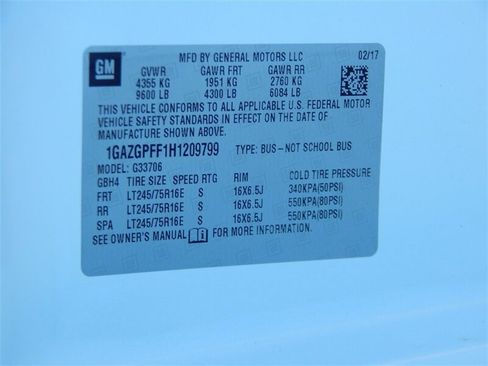 GM
MFD BY GENERAL MOTORS LLC 02/17
GVWR GAWR FRT GAWR RR
4355 KG 1951 KG 2760 KG
9600 LB 4300 LB 6084 LB
THIS VEHICLE CONFORMS TO ALL APPLICABLE U.S. FEDERAL MOTOR
VEHICLE SAFETY STANDARDS IN EFFECT ON THE DATE OF
MANUFACTURE SHOWN ABOVE.
1GAZGPFF1H1209799 TYPE: BUS–NOT SCHOOL BUS
MODEL: G33706
GBH4 TIRE SIZE SPEED RTG RIM COLD TIRE PRESSURE
FRT LT245/75R16E S 16X6.5J 340KPA(50PSI)
RR LT245/75R16E S 16X6.5J 550KPA(80PSI)
SPA LT245/75R16E S 16X6.5J 550KPA(80PSI)
SEE OWNER'S MANUAL FOR MORE INFORMATION.